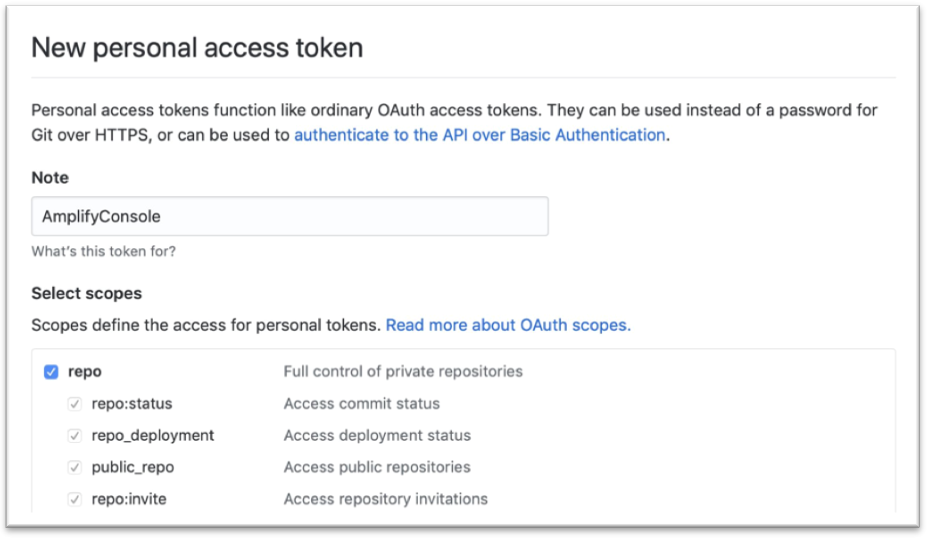 New personal access token
Personal access tokens function like ordinary OAuth access tokens. They can be used instead of a password for
Git over HTTPS, or can be used to authenticate to the API over Basic Authentication.
Note
AmplifyConsole
What's this token for?
Select scopes
Scopes define the access for personal tokens. Read more about OAuth scopes.
repo Full control of private repositories
repo:status Access commit status
repo_deployment Access deployment status
public_repo Access public repositories
repo:invite Access repository invitations